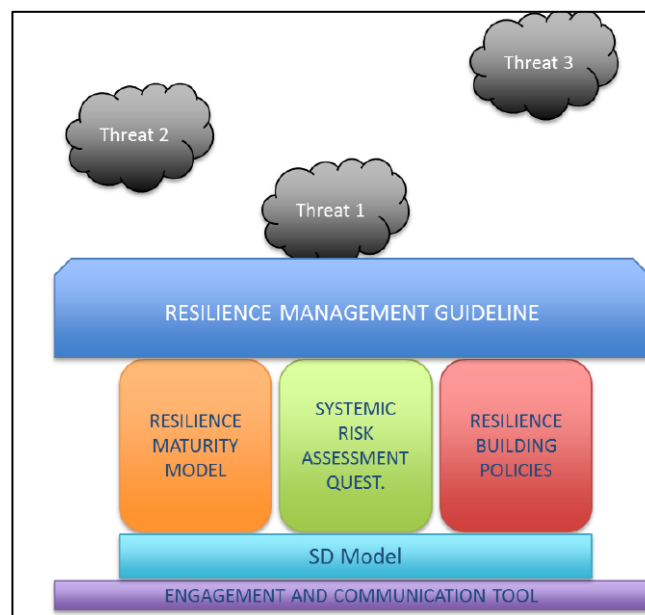 Threat 3
Threat 2
Threat 1
RESILIENCE MANAGEMENT GUIDELINE
RESILIENCE
MATURITY
MODEL
SYSTEMIC
RISK
ASSESSMENT
QUEST.
RESILIENCE
BUILDING
POLICIES
SD Model
ENGAGEMENT AND COMMUNICATION TOOL